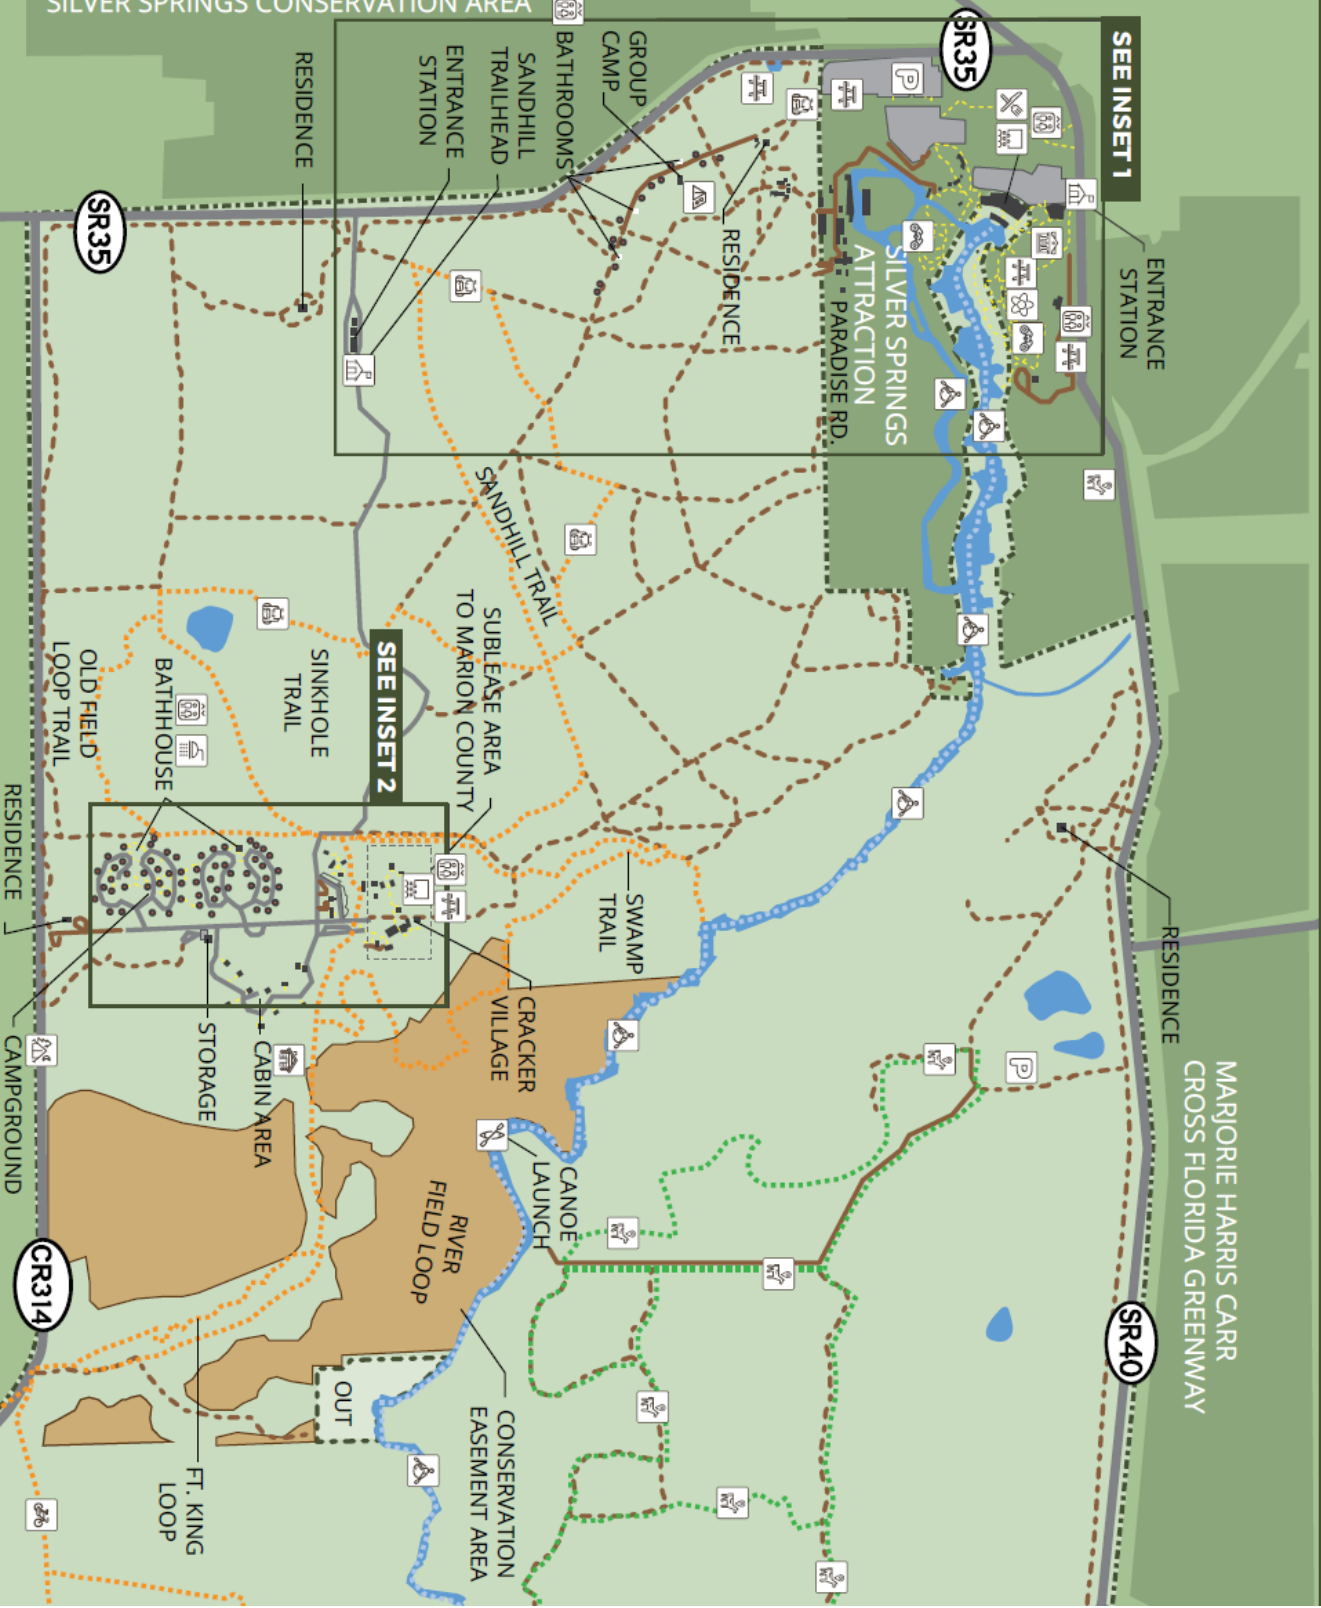 SILVER SPRINGS CONSERVATION AREA
SR35
SEE INSET 1
P
GROUP
CAMP
BATHROOMS
SANDHILL
TRAILHEAD
ENTRANCE
STATION
RESIDENCE
SR35
RESIDENCE
ENTRANCE
STATION
SILVER SPRINGS
ATTRACTION
PARADISE RD.
SANDHILL TRAIL
SUBLEASE AREA
TO MARION COUNTY
SEE INSET 2
SINKHOLE
TRAIL
BATHHOUSE
OLD FIELD
LOOP TRAIL
RESIDENCE
SWAMP
TRAIL
RESIDENCE
CRACKER
VILLAGE
STORAGE
CABIN AREA
CAMPGROUND
P
MARJORIE HARRIS CARR
CROSS FLORIDA GREENWAY
CANOE
LAUNCH
RIVER
FIELD LOOP
CR314
SR40
OUT
CONSERVATION
EASEMENT AREA
FT. KING
LOOP